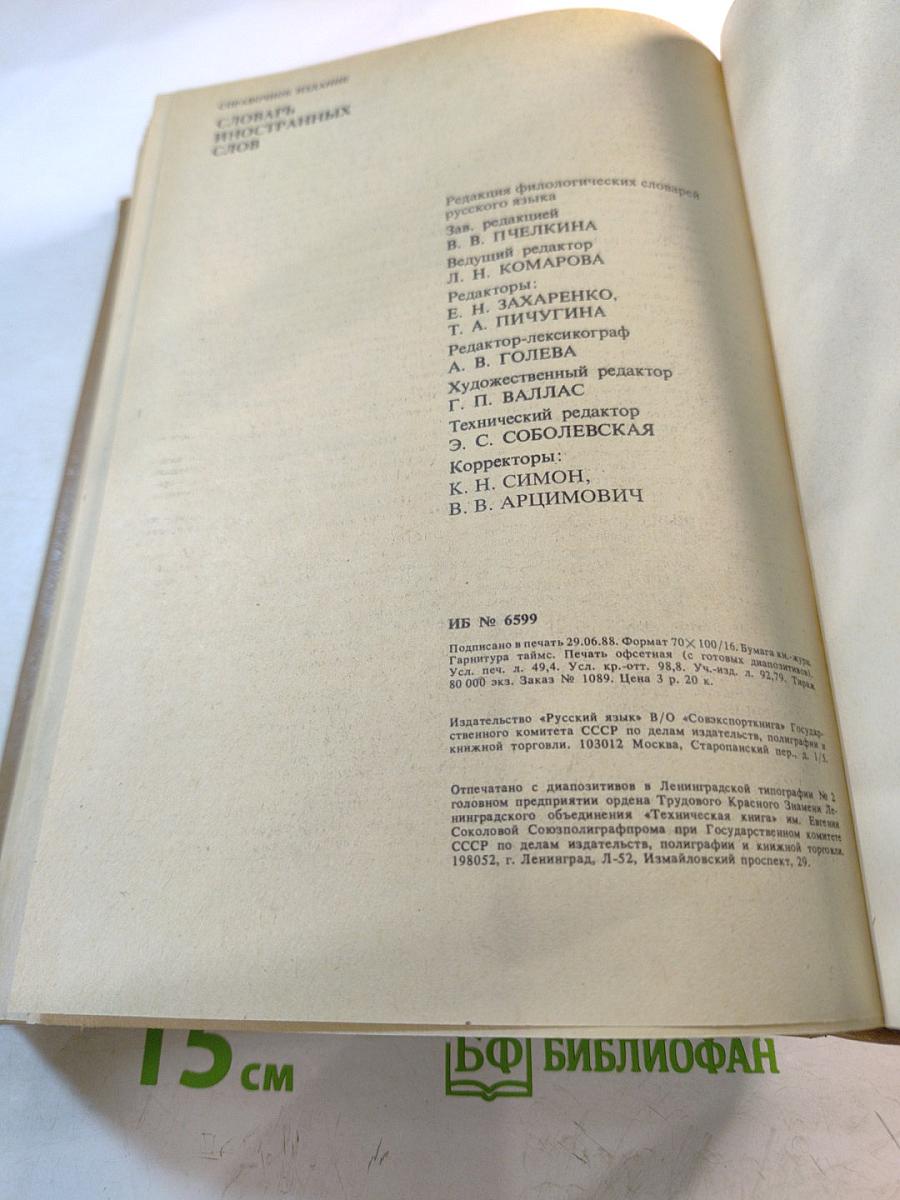 СПРАВОЧНОЕ ИЗДАНИЕ
СЛОВАРЬ
ИНОСТРАННЫХ
СЛОВ
Редакция филологических словарей
русского языка
Зав. редакцией
В. В. ПЧЕЛКИНА
Ведущий редактор
Л. Н. КОМАРОВА
Редакторы:
Е. Н. ЗАХАРЕНКО,
Т. А. ПИЧУГИНА
Редактор-лексикограф
А. В. ГОЛЕВА
Художественный редактор
Г. П. ВАЛЛАС
Технический редактор
Э. С. СОБОЛЕВСКАЯ
Корректоры:
К. Н. СИМОН,
В. В. АРЦИМОВИЧ
ИБ № 6599
Подписано в печать 29.06.88. Формат 70×100/16. Бумага кн.-журн.
Гарнитура таймс. Печать офсетная (с готовых диапозитивов).
Усл. печ. л. 49,4. Усл. кр.-отт. 98,8. Уч.-изд. л. 92,79. Тираж
80 000 экз. Заказ № 1089. Цена 3 р. 20 к.
Издательство «Русский язык» В/О «Совэкспорткнига» Государ-
ственного комитета СССР по делам издательств, полиграфии и
книжной торговли. 103012 Москва, Старопанский пер., д. 1/5.
Отпечатано с диапозитивов в Ленинградской типографии № 2
головном предприятии ордена Трудового Красного Знамени Ле-
нинградского объединения «Техническая книга» им. Евгении
Соколовой Союзполиграфпрома при Государственном комитете
СССР по делам издательств, полиграфии и книжной торговли.
198052, г. Ленинград, Л-52, Измайловский проспект, 29.
15 см
БФ БИБЛИОФАН